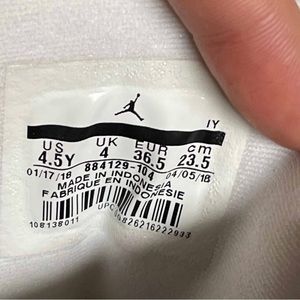 IY
US UK EUR cm
4.5Y 4 36.5 23.5
884129-104
01/17/18 04/05/18
MADE IN INDONESIA
FABRIQUE EN INDONESIE
108138011